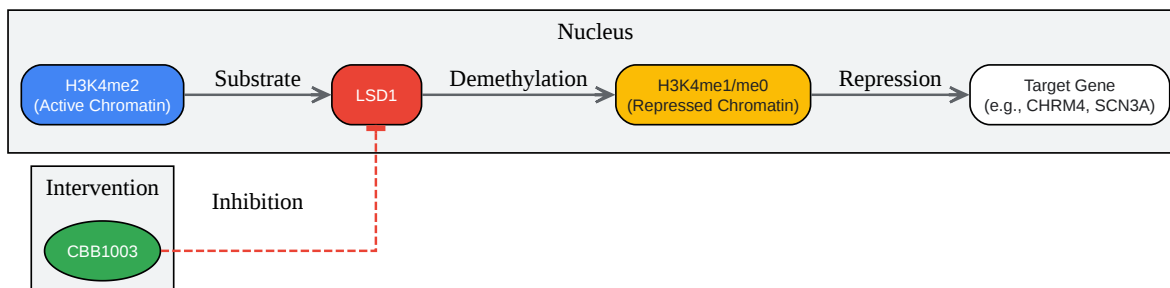 Nucleus
H3K4me2
(Active Chromatin)
Substrate
LSD1
Demethylation
H3K4me1/me0
(Repressed Chromatin)
Repression
Target Gene
(e.g., CHRM4, SCN3A)
Intervention
Inhibition
CBB1003